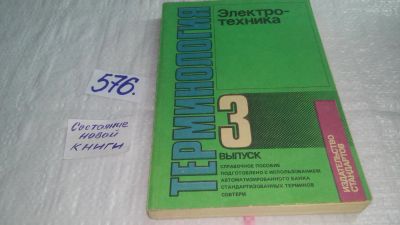 576.
Состояние
новой
книги
ТЕРМИНОЛОГИЯ
Электро-
техника
3
ВЫПУСК
СПРАВОЧНОЕ ПОСОБИЕ
ПОДГОТОВЛЕНО С ИСПОЛЬЗОВАНИЕМ
АВТОМАТИЗИРОВАННОГО БАНКА
СТАНДАРТИЗОВАННЫХ ТЕРМИНОВ
СОВТЕРМ
ИЗДАТЕЛЬСТВО
СТАНДАРТОВ